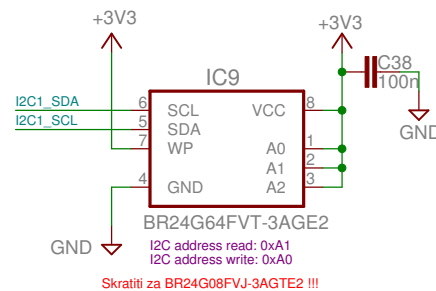 +3V3
+3V3
IC9
C38
100n
I2C1_SDA
I2C1_SCL
6 SCL VCC 8
5 SDA
7 WP A0 1
A1 2
4 GND A2 3
GND
BR24G64FVT-3AGE2
GND
I2C address read: 0xA1
I2C address write: 0xA0
Skratiti za BR24G08FVJ-3AGTE2 !!!